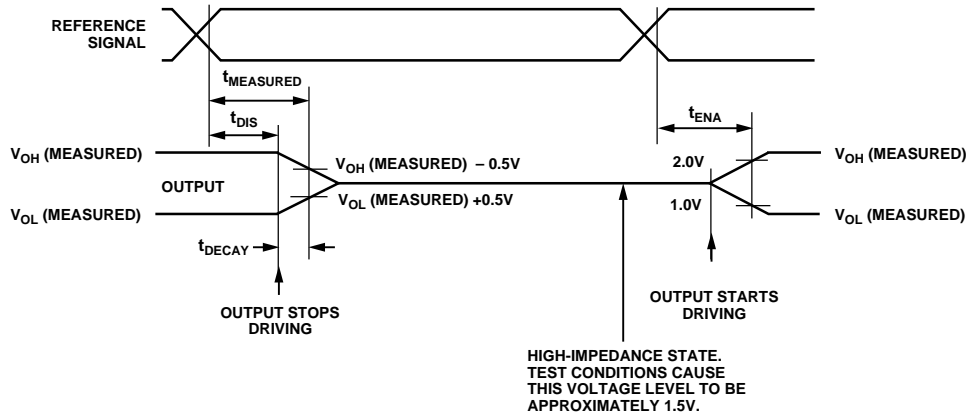 REFERENCE
SIGNAL
tMEASURED
tDIS
tENA
VOH (MEASURED)
VOH (MEASURED) – 0.5V
2.0V
VOH (MEASURED)
OUTPUT
VOL (MEASURED)
VOL (MEASURED) +0.5V
1.0V
VOL (MEASURED)
tDECAY
OUTPUT STOPS
DRIVING
OUTPUT STARTS
DRIVING
HIGH-IMPEDANCE STATE.
TEST CONDITIONS CAUSE
THIS VOLTAGE LEVEL TO BE
APPROXIMATELY 1.5V.